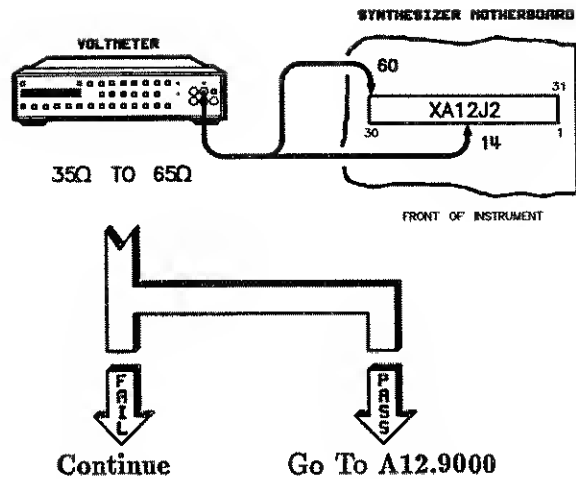 SYNTHESIZER MOTHERBOARD
VOLTMETER
60
31
XA12J2
30
1
14
35Ω TO 65Ω
FRONT OF INSTRUMENT
FAIL
PASS
Continue
Go To A12.9000